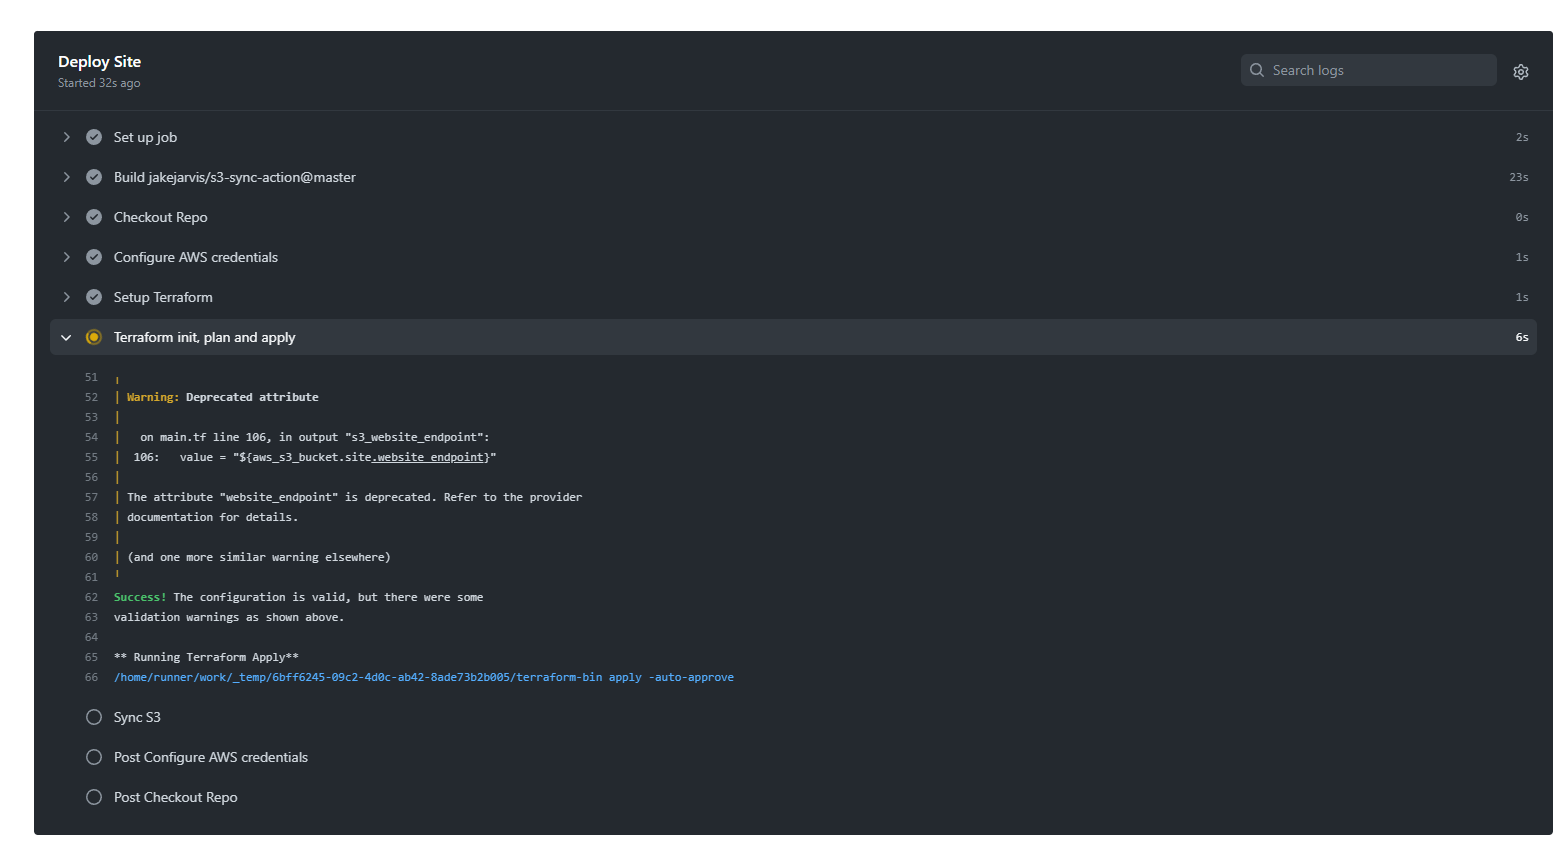 Deploy Site
Started 32s ago
Search logs
Set up job 2s
Build jakejarvis/s3-sync-action@master 23s
Checkout Repo 0s
Configure AWS credentials 1s
Setup Terraform 1s
Terraform init, plan and apply 6s
51 ╷
52 │ Warning: Deprecated attribute
53 │
54 │   on main.tf line 106, in output "s3_website_endpoint":
55 │  106:   value = "${aws_s3_bucket.site.website_endpoint}"
56 │
57 │ The attribute "website_endpoint" is deprecated. Refer to the provider
58 │ documentation for details.
59 │
60 │ (and one more similar warning elsewhere)
61 ╵
62 Success! The configuration is valid, but there were some
63 validation warnings as shown above.
64
65 ** Running Terraform Apply**
66 /home/runner/work/_temp/6bff6245-09c2-4d0c-ab42-8ade73b2b005/terraform-bin apply -auto-approve
Sync S3
Post Configure AWS credentials
Post Checkout Repo